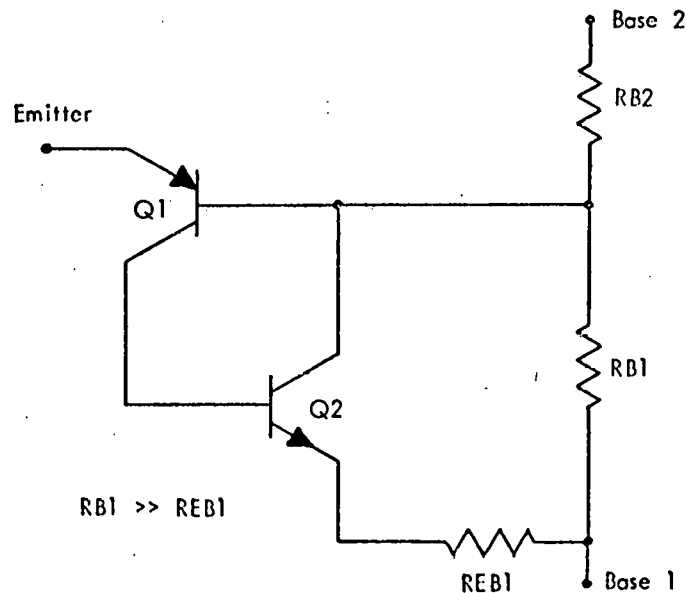 Base 2
RB2
Emitter
Q1
RB1
Q2
RB1 >> REB1
REB1
Base 1